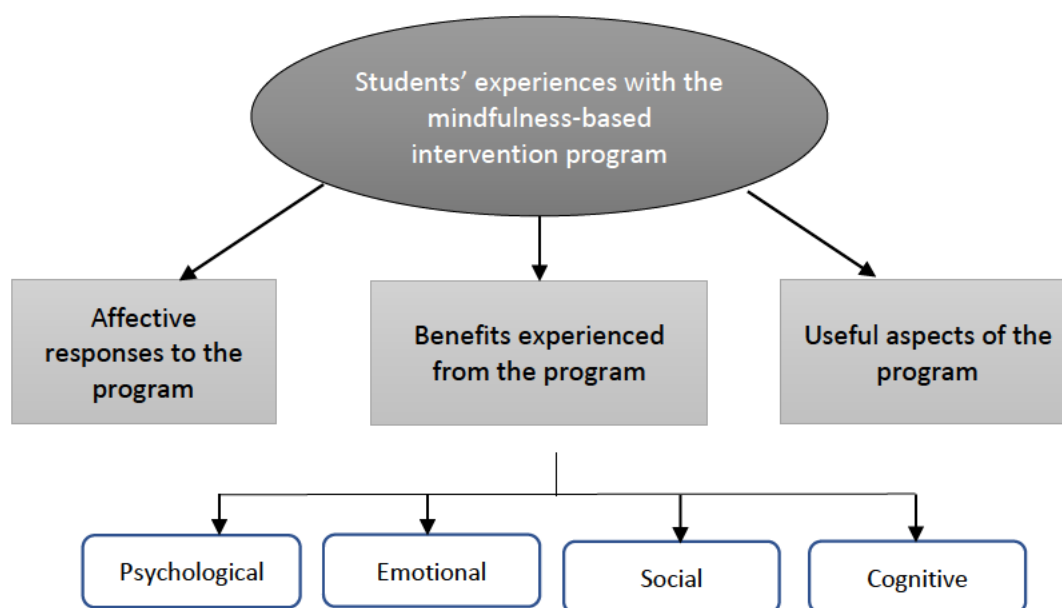 Students’ experiences with the
mindfulness-based
intervention program
Affective
responses to the
program
Benefits experienced
from the program
Useful aspects of the
program
Psychological
Emotional
Social
Cognitive